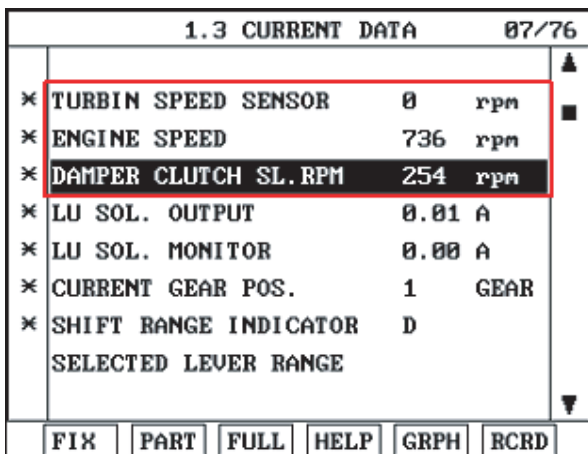 1.3 CURRENT DATA 07/76
* TURBIN SPEED SENSOR 0 rpm
* ENGINE SPEED 736 rpm
* DAMPER CLUTCH SL.RPM 254 rpm
* LU SOL. OUTPUT 0.01 A
* LU SOL. MONITOR 0.00 A
* CURRENT GEAR POS. 1 GEAR
* SHIFT RANGE INDICATOR D
SELECTED LEVER RANGE
FIX PART FULL HELP GRPH RCRD